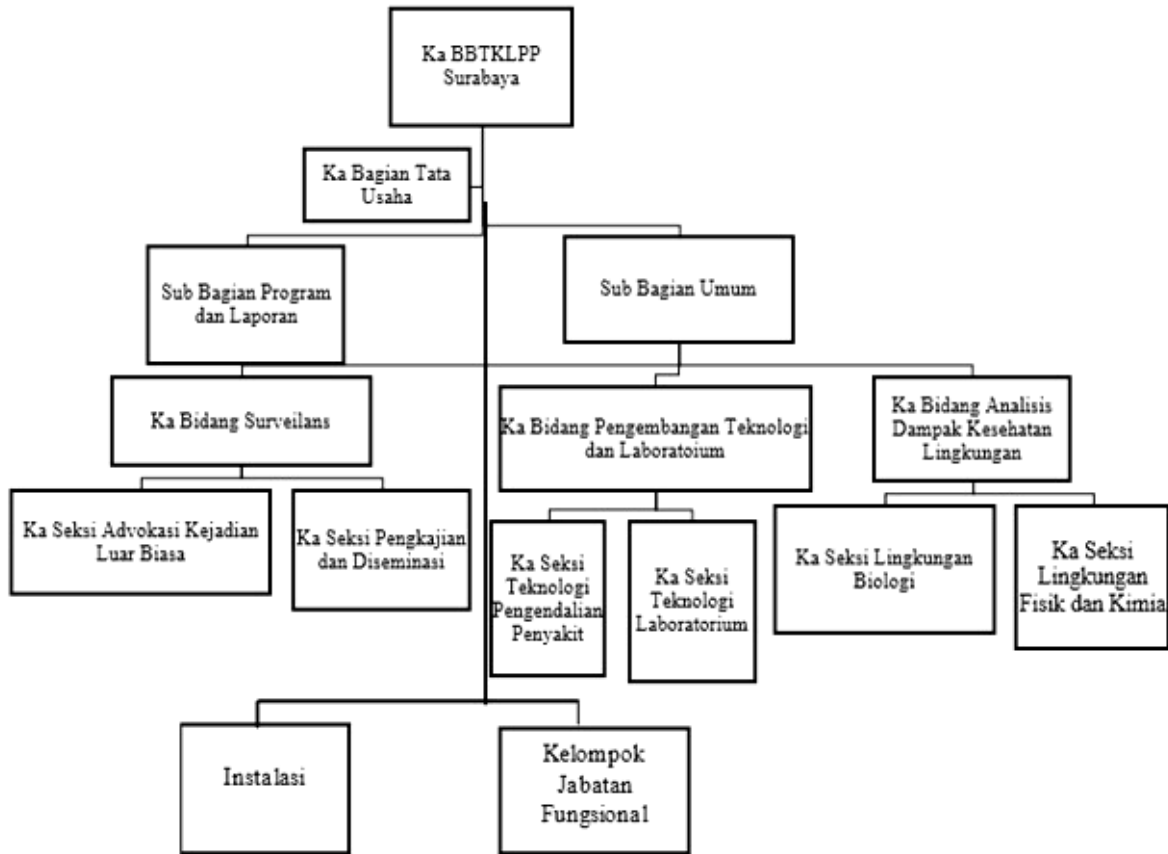 Ka BBTKLPP
Surabaya
Ka Bagian Tata
Usaha
Sub Bagian Program
dan Laporan
Sub Bagian Umum
Ka Bidang Surveilans
Ka Bidang Pengembangan Teknologi
dan Laboratoium
Ka Bidang Analisis
Dampak Kesehatan
Lingkungan
Ka Seksi Advokasi Kejadian
Luar Biasa
Ka Seksi Pengkajian
dan Diseminasi
Ka Seksi
Teknologi
Pengendalian
Penyakit
Ka Seksi
Teknologi
Laboratorium
Ka Seksi Lingkungan
Biologi
Ka Seksi
Lingkungan
Fisik dan Kimia
Instalasi
Kelompok
Jabatan
Fungsional